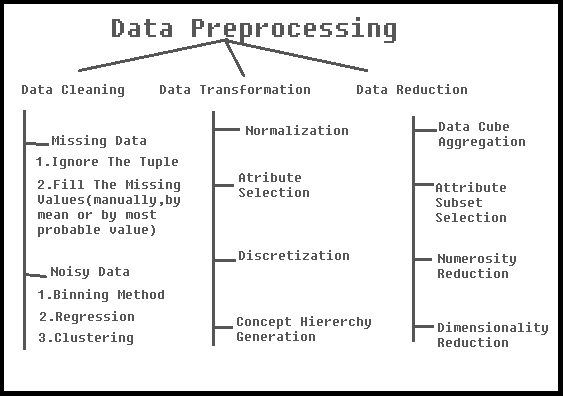 Data Preprocessing
Data Cleaning
Missing Data
1.Ignore The Tuple
2.Fill The Missing
Values(manually,by
mean or by most
probable value)
Noisy Data
1.Binning Method
2.Regression
3.Clustering
Data Transformation
Normalization
Atribute
Selection
Discretization
Concept Hiererchy
Generation
Data Reduction
Data Cube
Aggregation
Attribute
Subset
Selection
Numerosity
Reduction
Dimensionality
Reduction